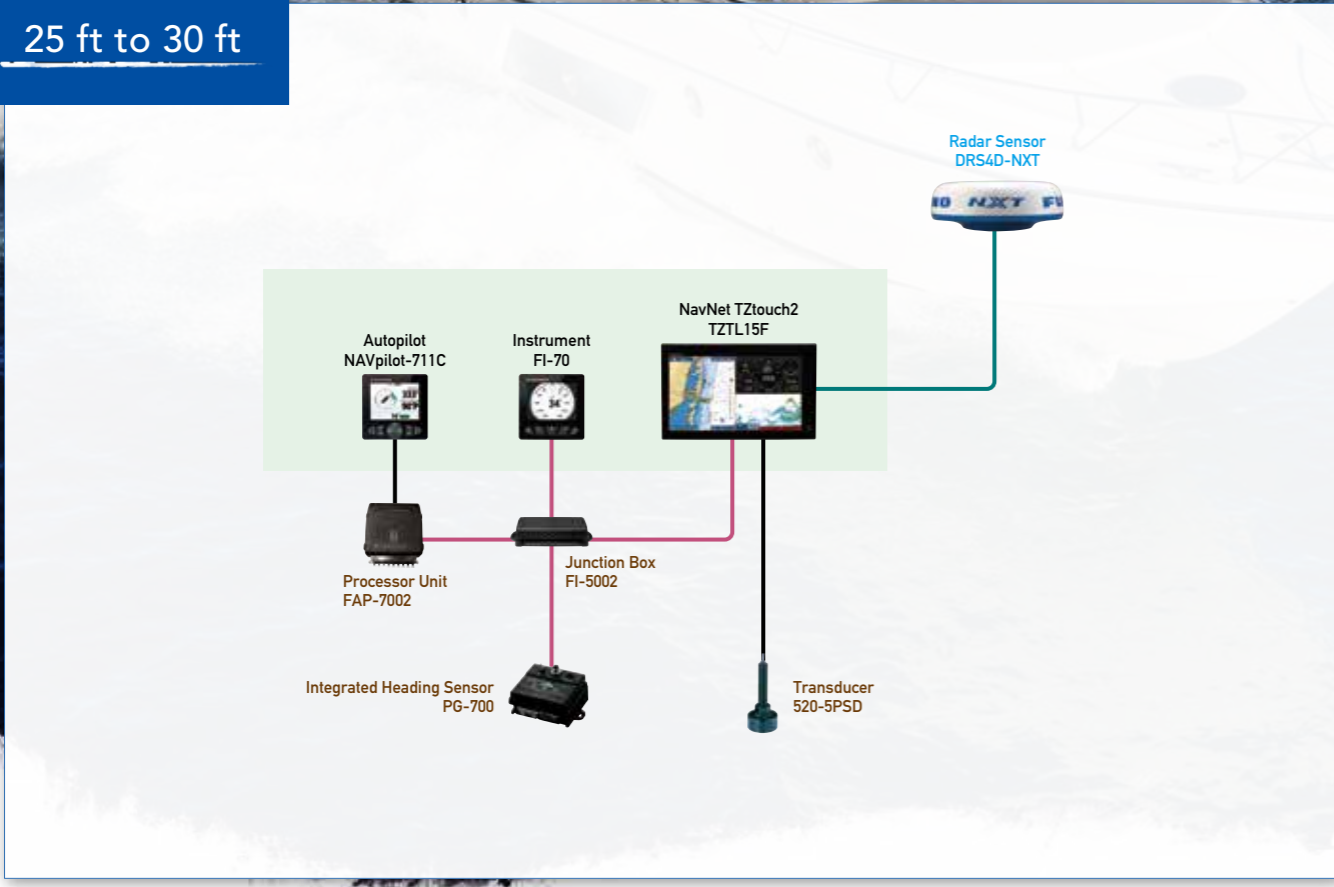 25 ft to 30 ft
Radar Sensor
DRS4D-NXT
NXT
NavNet TZtouch2
TZTL15F
Autopilot
NAVpilot-711C
Instrument
FI-70
34
Junction Box
FI-5002
Processor Unit
FAP-7002
Integrated Heading Sensor
PG-700
Transducer
520-5PSD